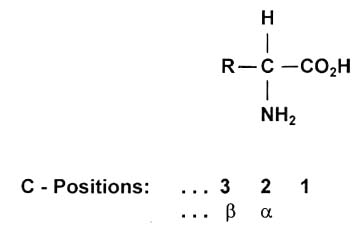 H
R–C–CO₂H
NH₂
C - Positions: ... 3 2 1
... β α